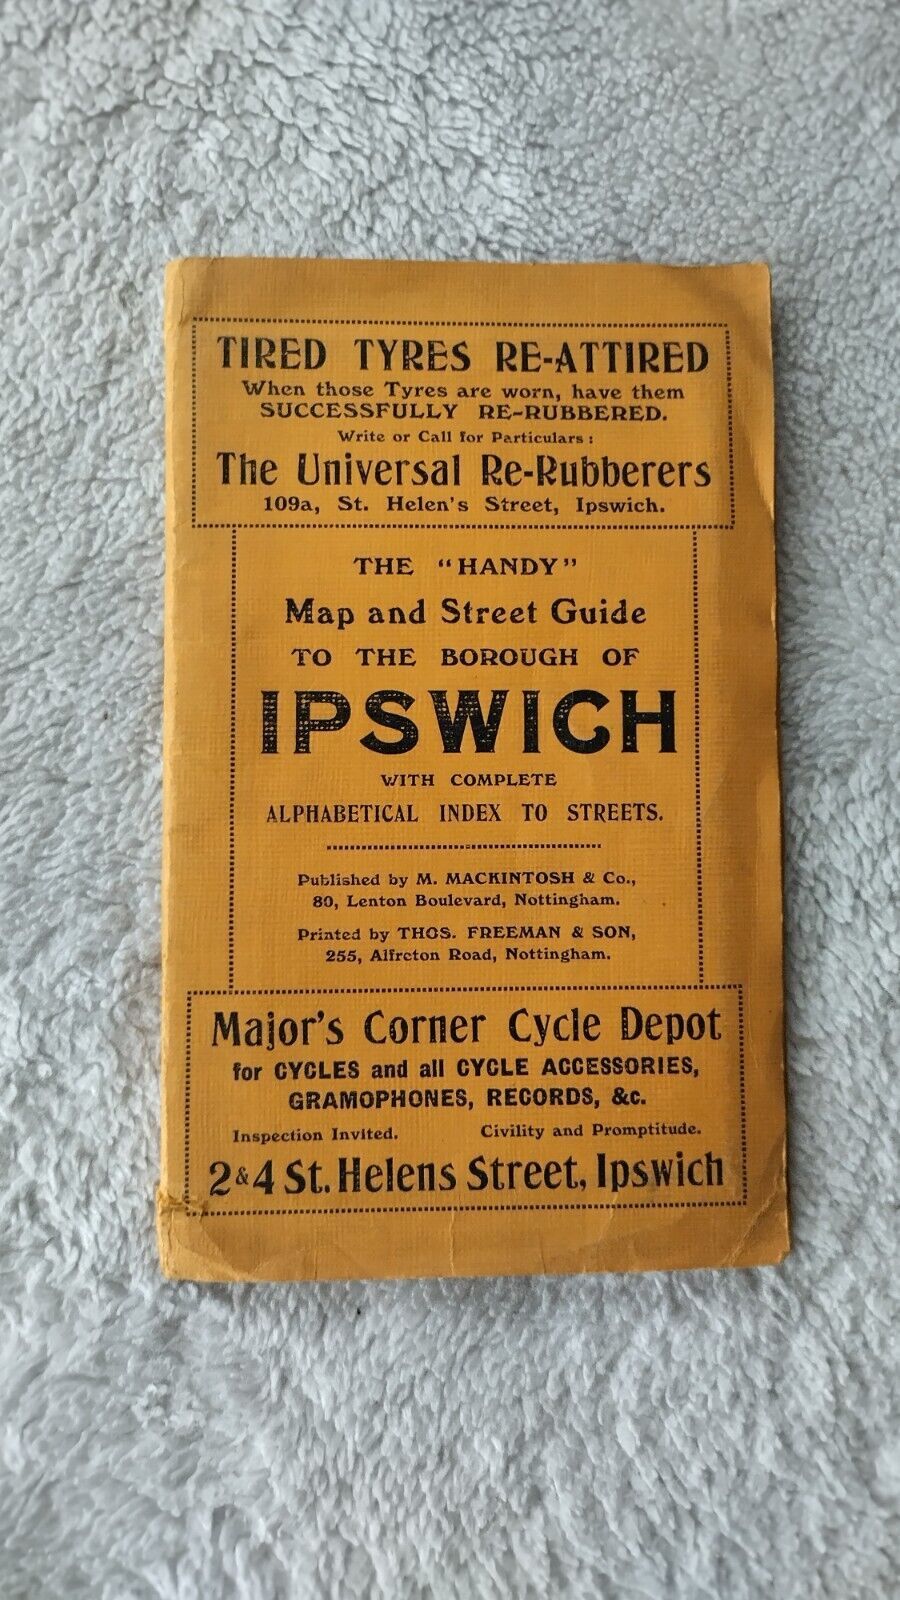 TIRED TYRES RE-ATTIRED
When those Tyres are worn, have them
SUCCESSFULLY RE-RUBBERED.
Write or Call for Particulars:
The Universal Re-Rubberers
109a, St. Helen's Street, Ipswich.
THE "HANDY"
Map and Street Guide
TO THE BOROUGH OF
IPSWICH
WITH COMPLETE
ALPHABETICAL INDEX TO STREETS.
Published by M. MACKINTOSH & Co.,
80, Lenton Boulevard, Nottingham.
Printed by THOS. FREEMAN & SON,
255, Alfreton Road, Nottingham.
Major's Corner Cycle Depot
for CYCLES and all CYCLE ACCESSORIES,
GRAMOPHONES, RECORDS, &c.
Inspection Invited. Civility and Promptitude.
2 & 4 St. Helens Street, Ipswich